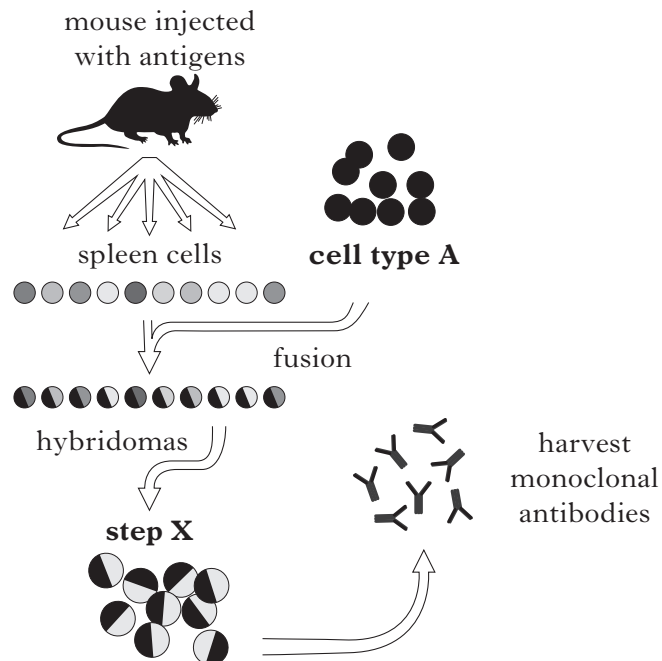 mouse injected
with antigens
spleen cells
cell type A
fusion
hybridomas
step X
harvest
monoclonal
antibodies